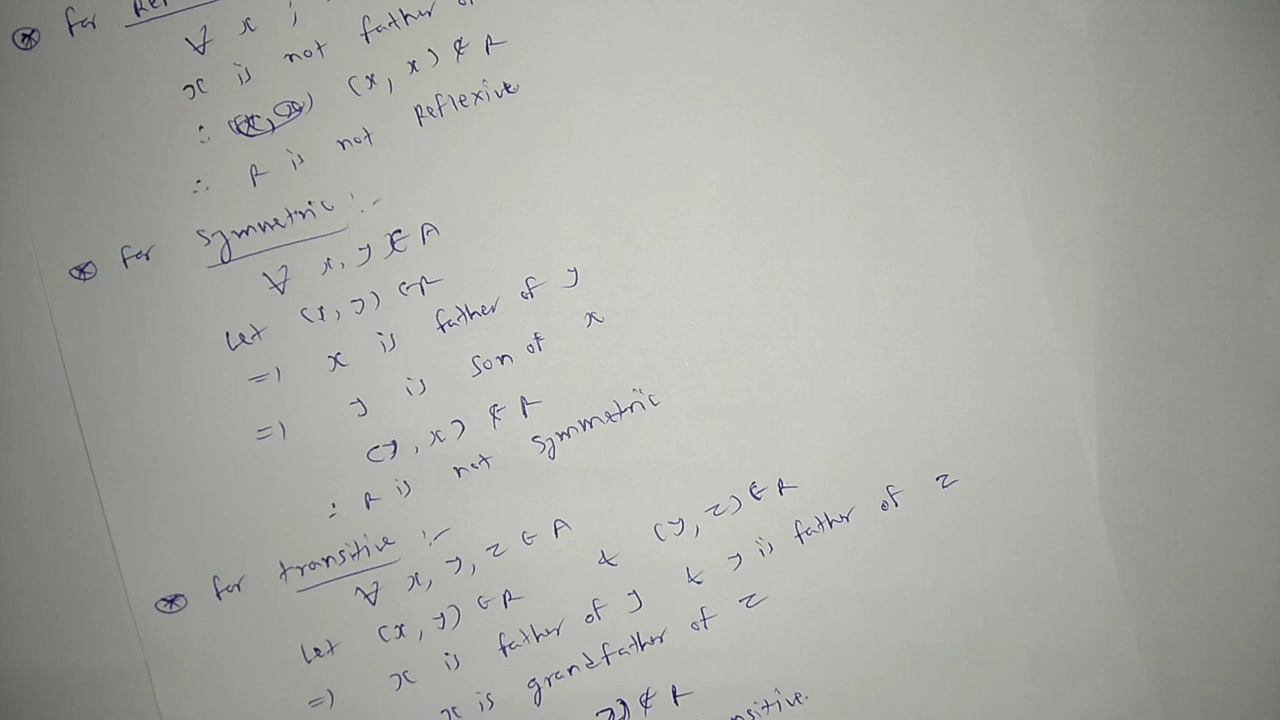 * for
∀ x ;
x is not father of
∴ (x, x) (x, x) ∉ R
∴ R is not Reflexive
* for symmetric :-
∀ x, y ∈ A
Let (x, y) ∈ R
=) x is father of y
=) y is son of x
(y, x) ∉ R
∴ R is not symmetric
* for transitive :-
∀ x, y, z ∈ A
Let (x, y) ∈ R & (y, z) ∈ R
=) x is father of y & y is father of z
x is grandfather of z
z) ∉ R